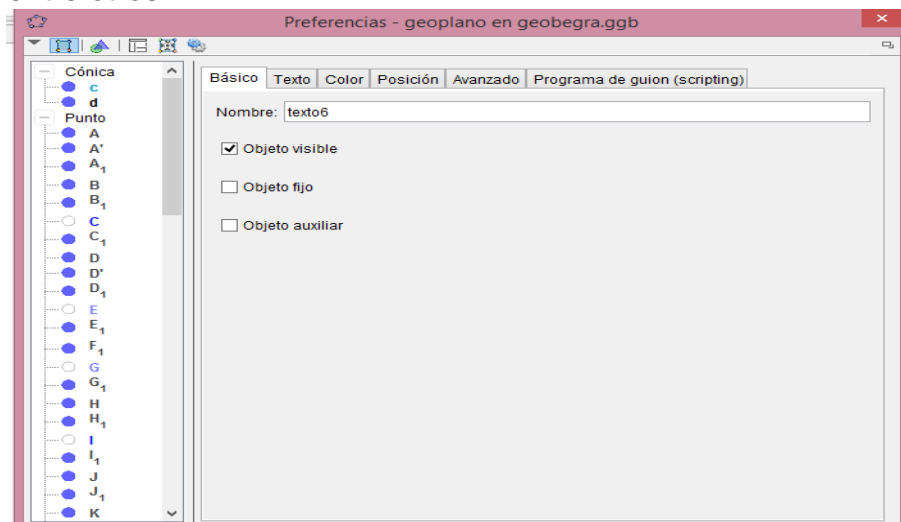 Preferencias - geoplano en geobegra.ggb
Cónica
c
d
Punto
A
A'
A1
B
B1
C
C1
D
D'
D1
E
E1
F1
G
G1
H
H1
I
I1
J
J1
K
Básico Texto Color Posición Avanzado Programa de guion (scripting)
Nombre: texto6
Objeto visible
Objeto fijo
Objeto auxiliar